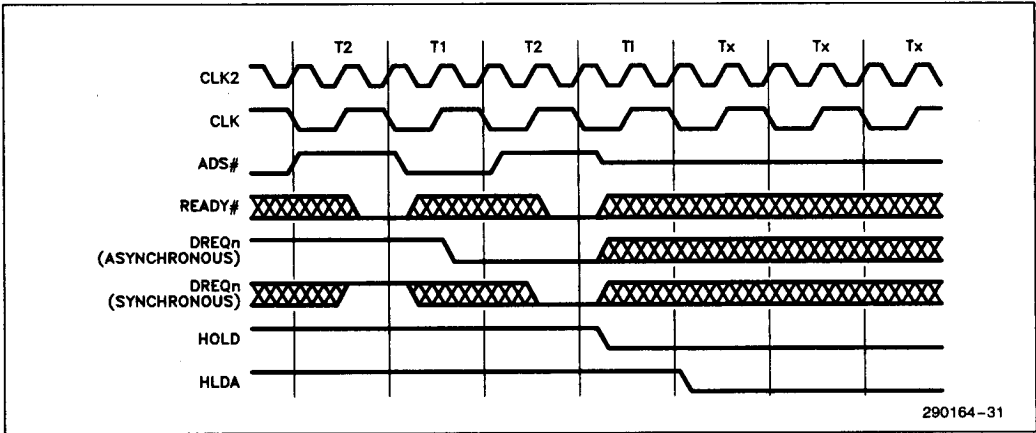 T2 T1 T2 TI Tx Tx Tx
CLK2
CLK
ADS#
READY#
DREQn
(ASYNCHRONOUS)
DREQn
(SYNCHRONOUS)
HOLD
HLDA
290164-31